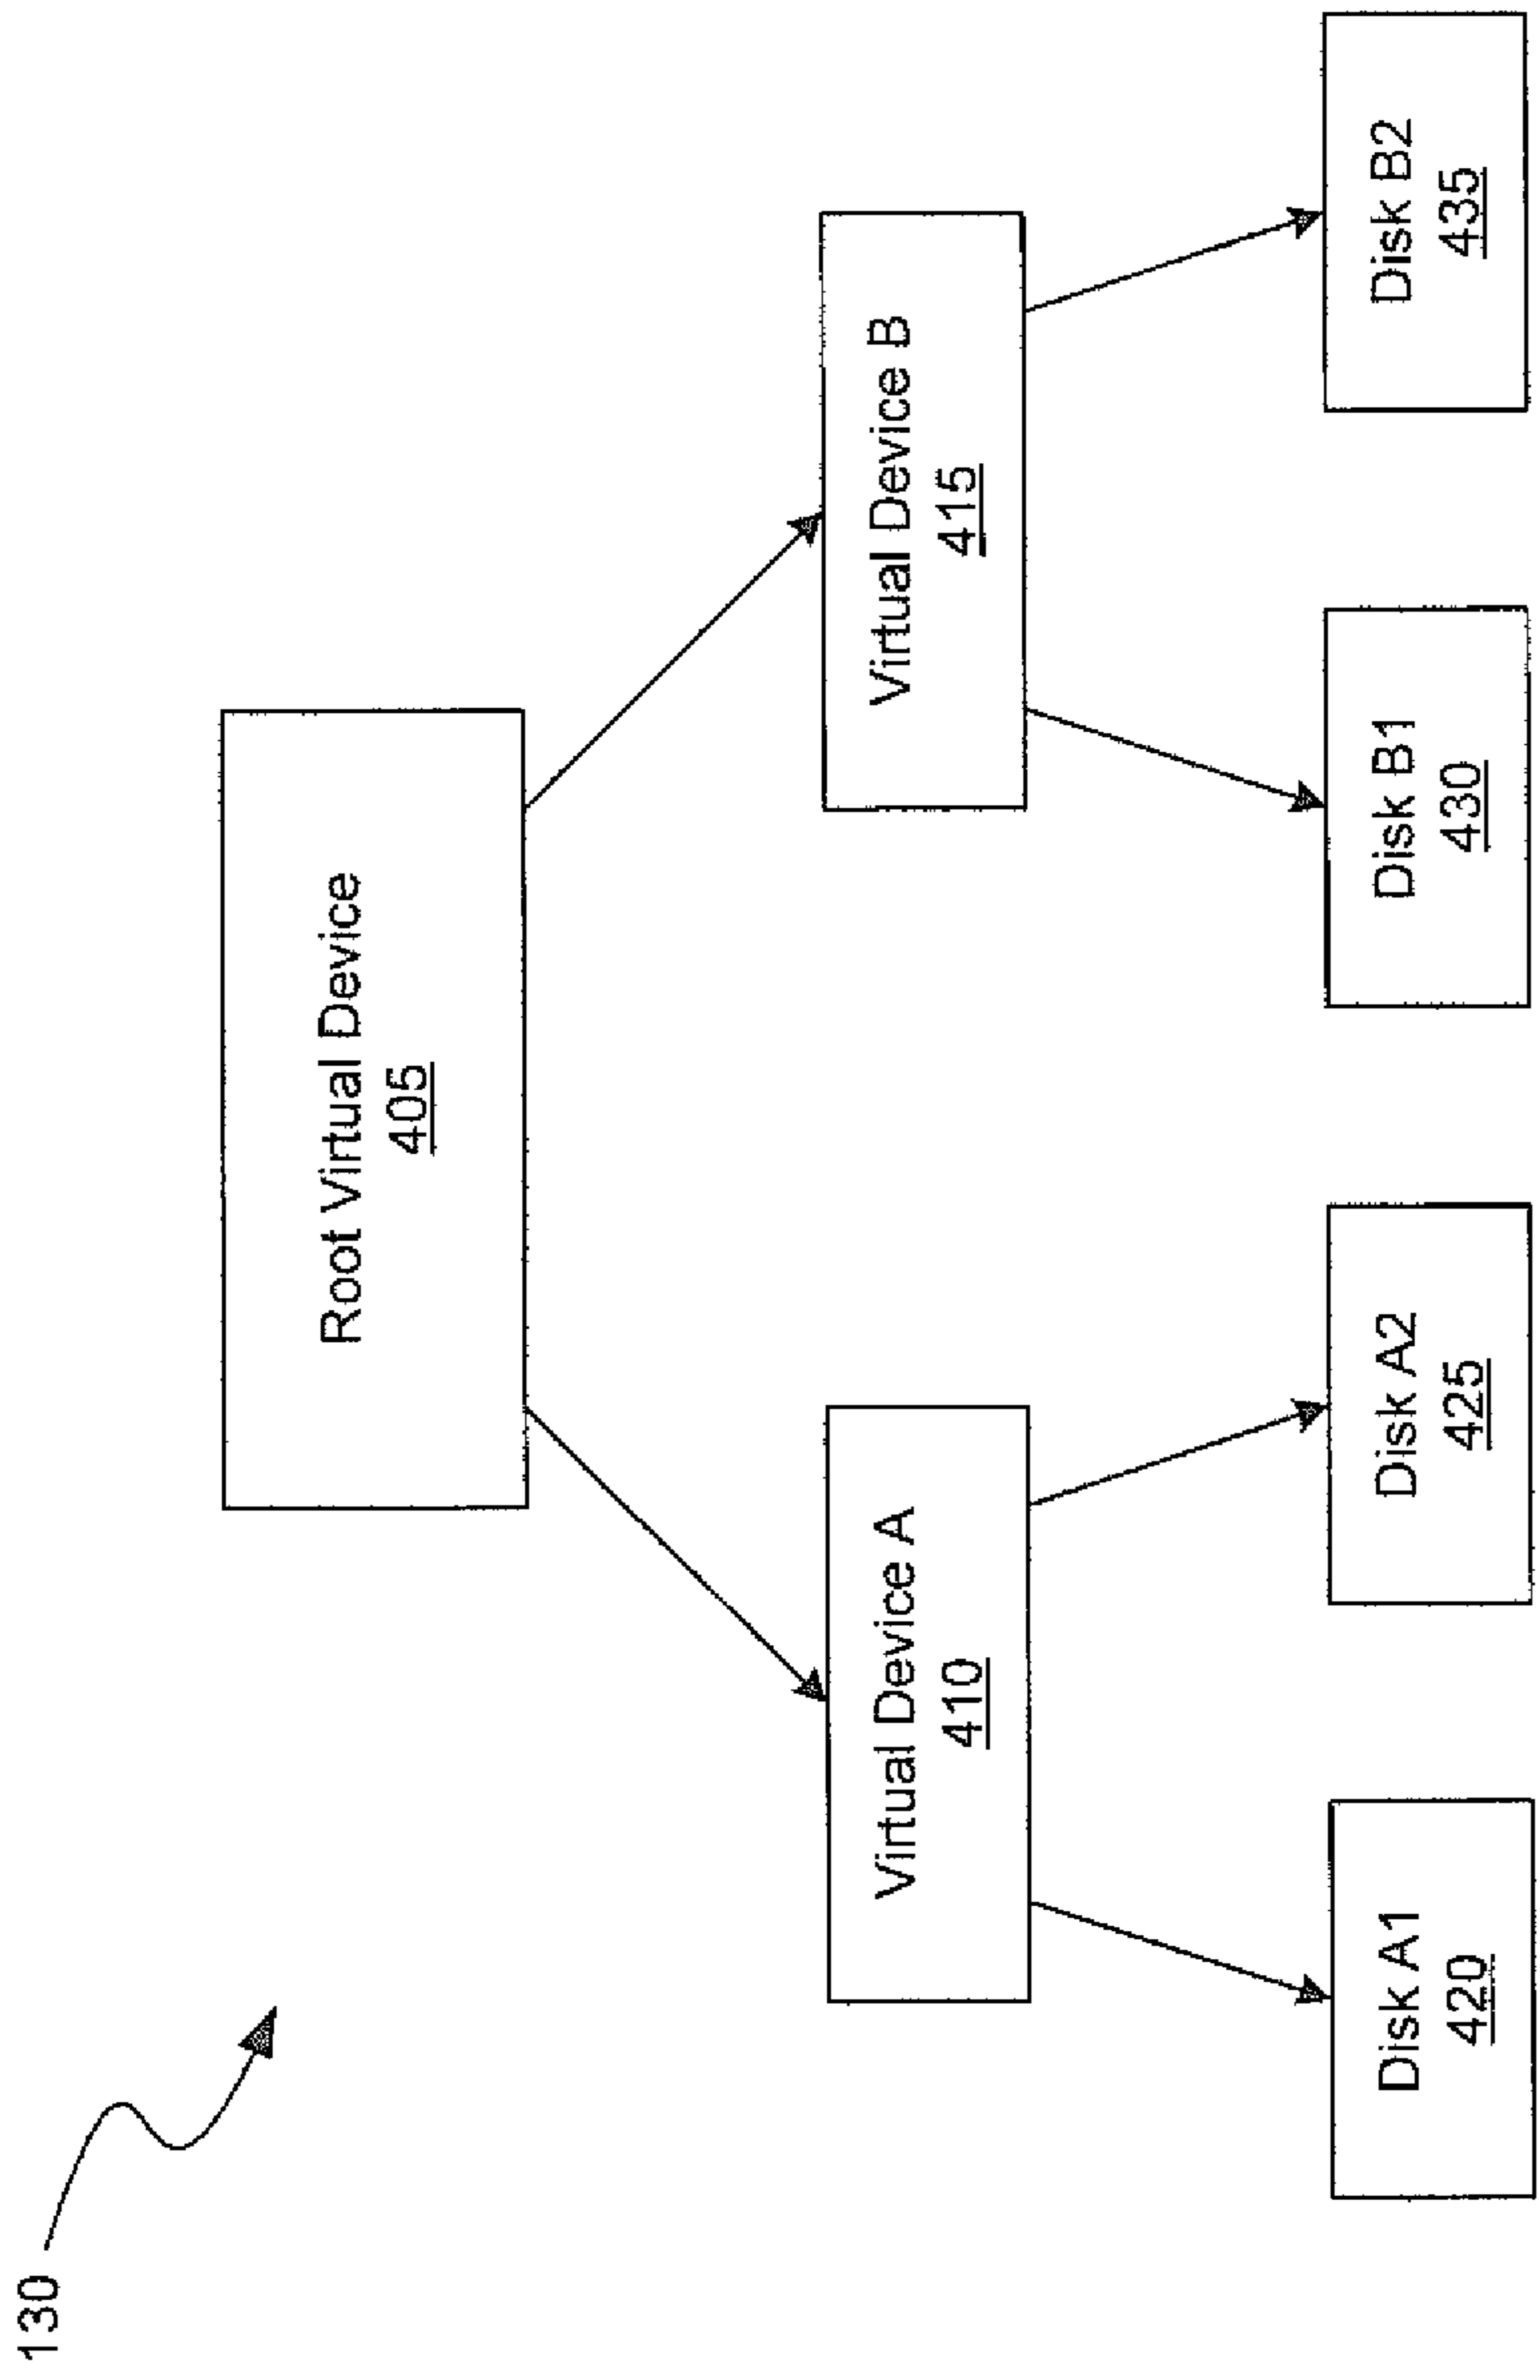 130
Root Virtual Device
405
Virtual Device A
410
Virtual Device B
415
Disk A1
420
Disk A2
425
Disk B1
430
Disk B2
435